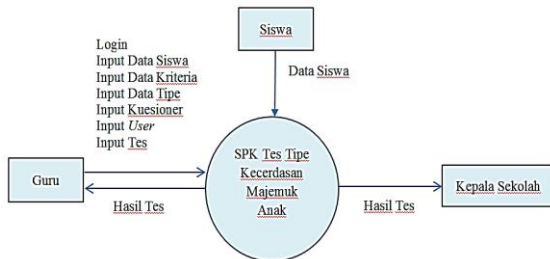 Login
Input Data Siswa
Input Data Kriteria
Input Data Tipe
Input Kuesioner
Input User
Input Tes
Siswa
Data Siswa
Guru
Hasil Tes
SPK Tes Tipe
Kecerdasan
Majemuk
Anak
Hasil Tes
Kepala Sekolah